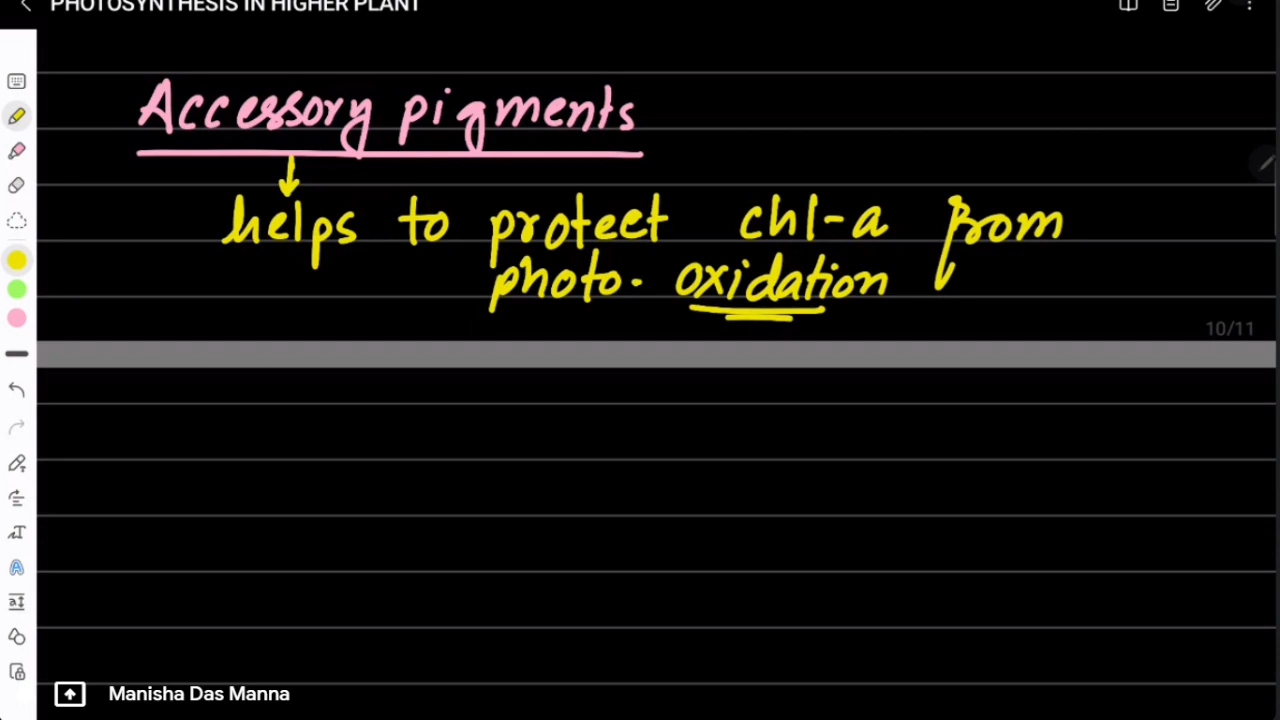 PHOTOSYNTHESIS IN HIGHER PLANT
Accessory pigments
helps to protect chl-a from
photo. oxidation
10/11
Manisha Das Manna